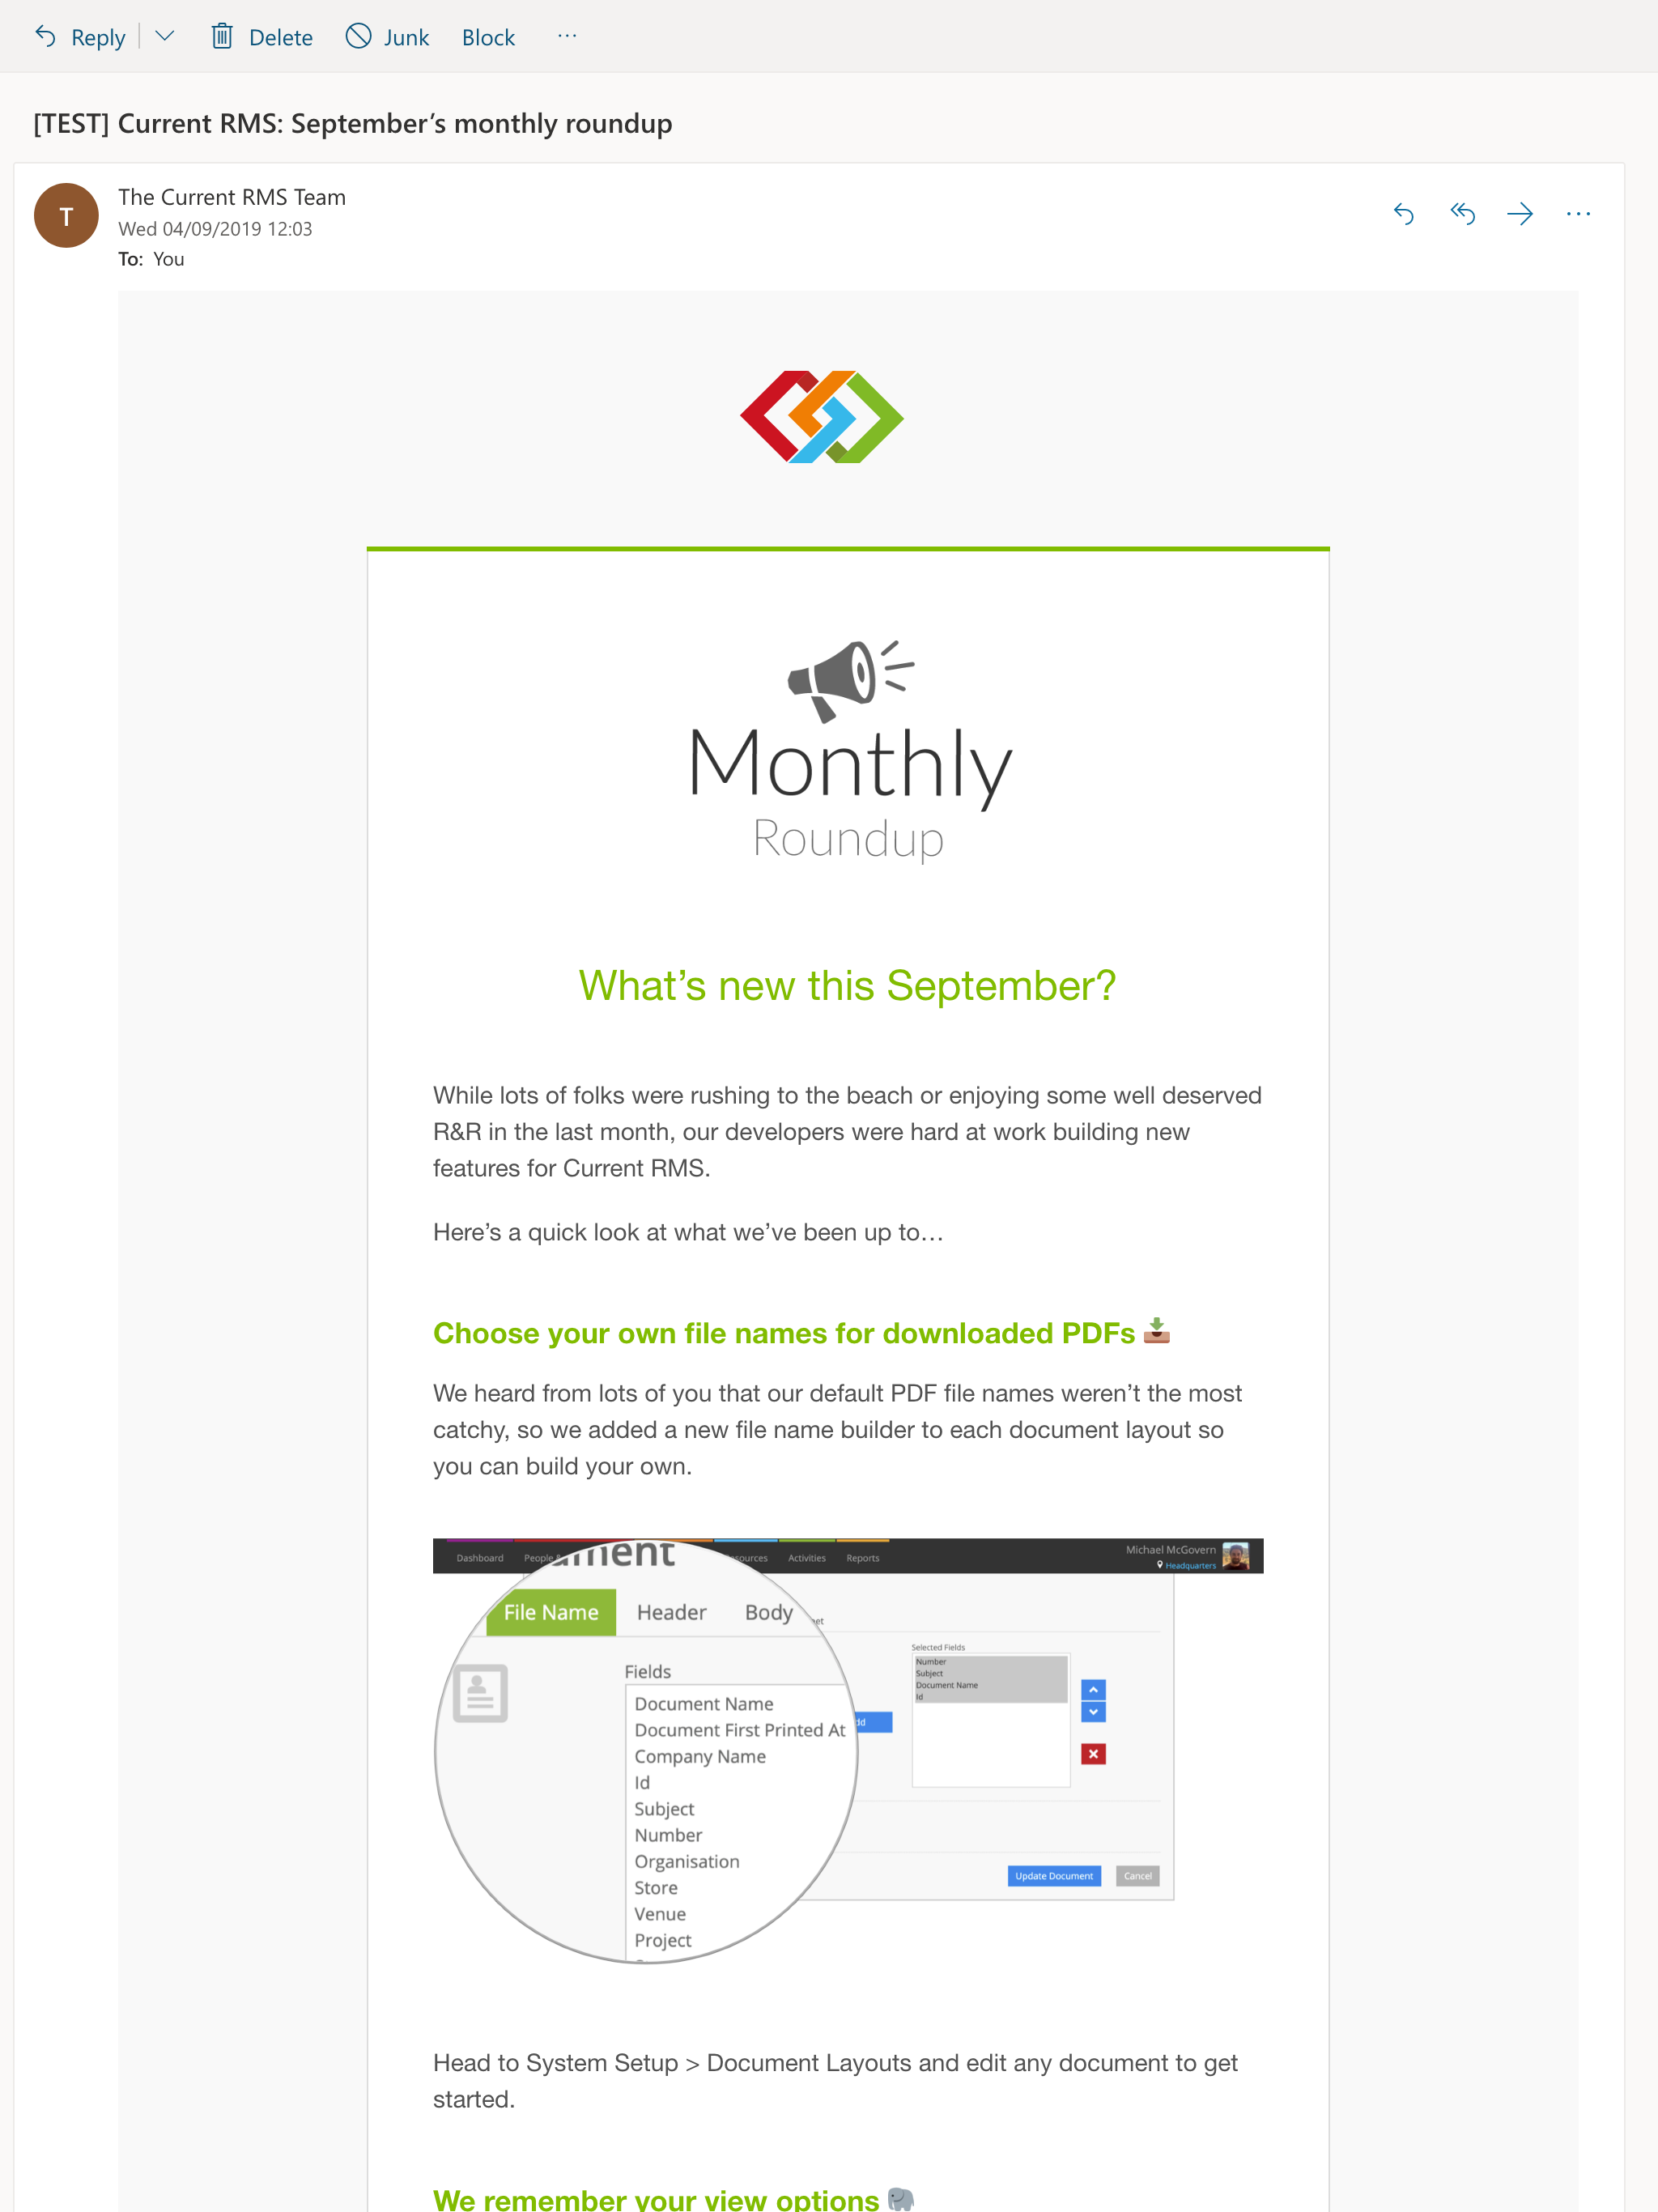 Reply
Delete
Junk
Block
[TEST] Current RMS: September’s monthly roundup
T
The Current RMS Team
Wed 04/09/2019 12:03
To: You
Monthly
Roundup
What’s new this September?
While lots of folks were rushing to the beach or enjoying some well deserved
R&R in the last month, our developers were hard at work building new
features for Current RMS.
Here’s a quick look at what we’ve been up to…
Choose your own file names for downloaded PDFs
We heard from lots of you that our default PDF file names weren’t the most
catchy, so we added a new file name builder to each document layout so
you can build your own.
Dashboard People Activities Reports
Michael McGovern
Headquarters
File Name Header Body
Fields
Document Name
Document First Printed At
Company Name
Id
Subject
Number
Organisation
Store
Venue
Project
Selected Fields
Number
Subject
Document Name
Id
Update Document Cancel
Head to System Setup > Document Layouts and edit any document to get
started.
We remember your view options